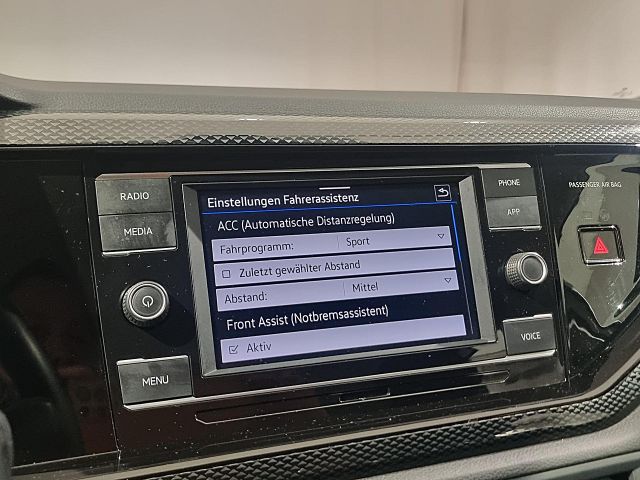 RADIO
MEDIA
MENU
Einstellungen Fahrerassistenz
ACC (Automatische Distanzregelung)
Fahrprogramm: Sport
Zuletzt gewählter Abstand
Abstand: Mittel
Front Assist (Notbremsassistent)
Aktiv
PHONE
APP
VOICE
PASSENGER AIR BAG